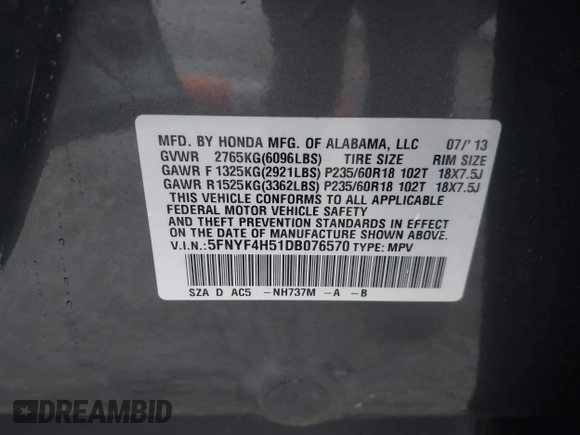 MFD. BY HONDA MFG. OF ALABAMA, LLC 07/'13
GVWR 2765KG(6096LBS) TIRE SIZE RIM SIZE
GAWR F 1325KG(2921LBS) P235/60R18 102T 18X7.5J
GAWR R 1525KG(3362LBS) P235/60R18 102T 18X7.5J
THIS VEHICLE CONFORMS TO ALL APPLICABLE
FEDERAL MOTOR VEHICLE SAFETY
AND THEFT PREVENTION STANDARDS IN EFFECT
ON THE DATE OF MANUFACTURE SHOWN ABOVE.
V.I.N.: 5FNYF4H51DB076570 TYPE: MPV
SZA D AC5 -NH737M -A -B
DREAMBID